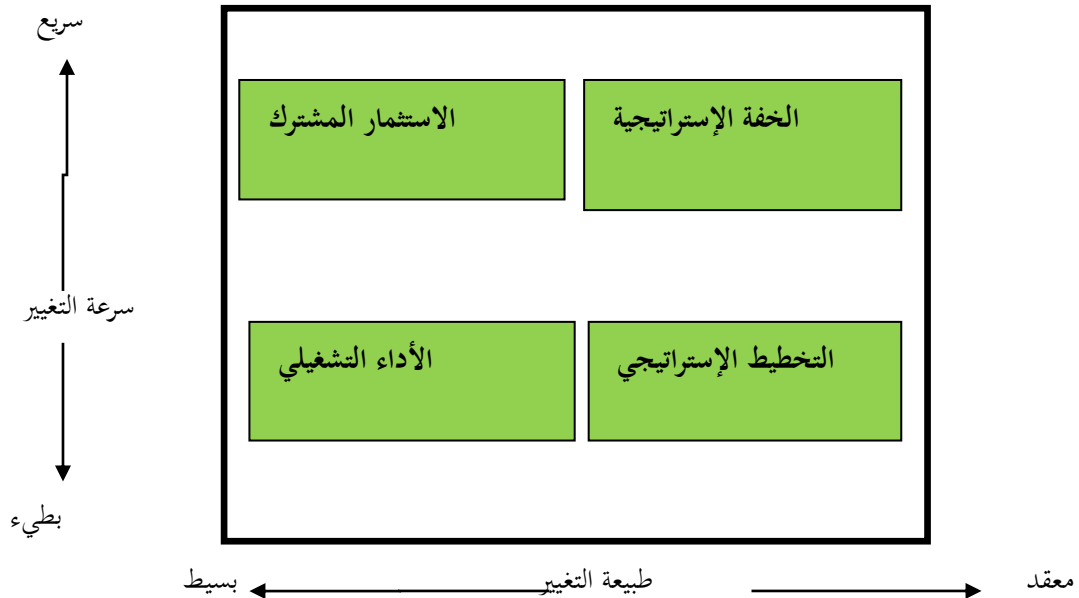 سريع
الخفة الإستراتيجية
الاستثمار المشترك
سرعة التغيير
التخطيط الإستراتيجي
الأداء التشغيلي
بطيء
معقد
طبيعة التغيير
بسيط